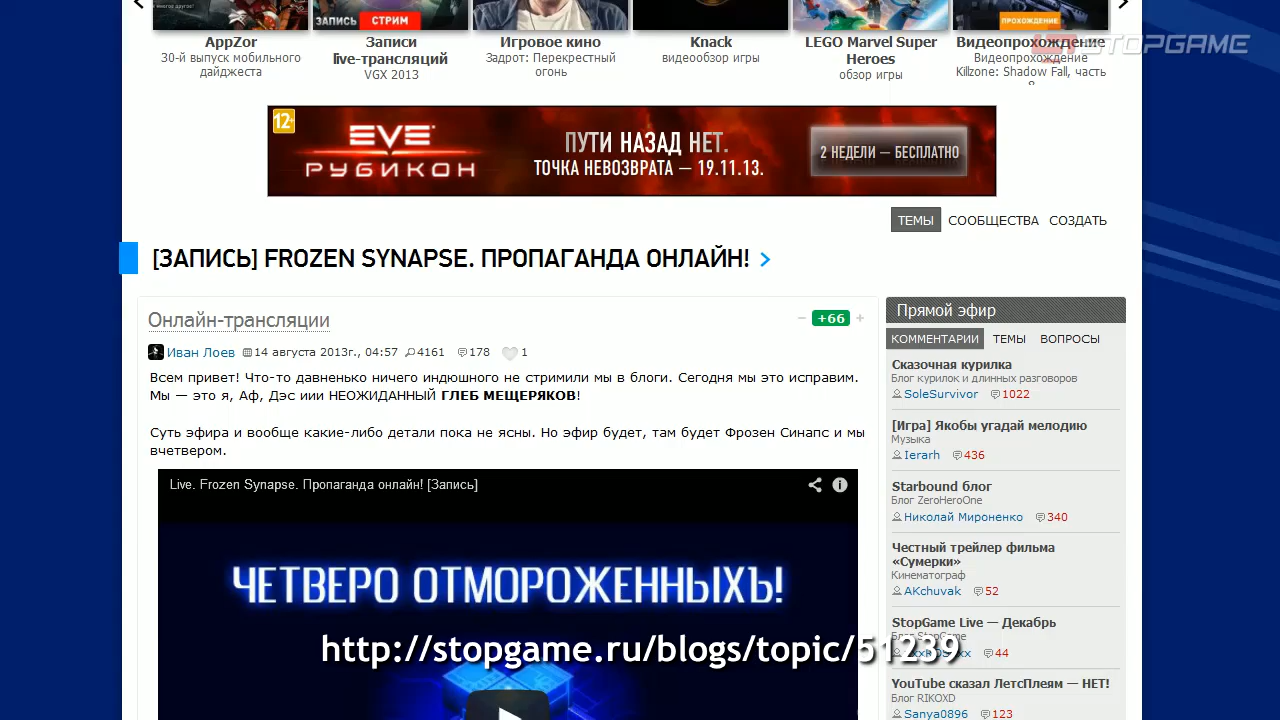 ЗАПИСЬ СТРИМ
ПРОХОЖДЕНИЕ
AppZor
30-й выпуск мобильного
дайджеста
Записи
live-трансляций
VGX 2013
Игровое кино
Задрот: Перекрестный
огонь
Knack
видеообзор игры
LEGO Marvel Super
Heroes
обзор игры
Видеопрохождение
Видеопрохождение
Killzone: Shadow Fall, часть
STOPGAME
12+
EVE
РУБИКОН
ПУТИ НАЗАД НЕТ.
ТОЧКА НЕВОЗВРАТА — 19.11.13.
2 НЕДЕЛИ — БЕСПЛАТНО
ТЕМЫ СООБЩЕСТВА СОЗДАТЬ
[ЗАПИСЬ] FROZEN SYNAPSE. ПРОПАГАНДА ОНЛАЙН!
Онлайн-трансляции
− +66 +
Иван Лоев 14 августа 2013г., 04:57 4161 178 1
Всем привет! Что-то давненько ничего индюшного не стримили мы в блоги. Сегодня мы это исправим.
Мы — это я, Аф, Дэс иии НЕОЖИДАННЫЙ ГЛЕБ МЕЩЕРЯКОВ!
Суть эфира и вообще какие-либо детали пока не ясны. Но эфир будет, там будет Фрозен Синапс и мы
вчетвером.
Live. Frozen Synapse. Пропаганда онлайн! [Запись]
ЧЕТВЕРО ОТМОРОЖЕННЫХЪ!
http://stopgame.ru/blogs/topic/51239
Прямой эфир
КОММЕНТАРИИ ТЕМЫ ВОПРОСЫ
Сказочная курилка
Блог курилок и длинных разговоров
SoleSurvivor 1022
[Игра] Якобы угадай мелодию
Музыка
Ierarh 436
Starbound блог
Блог ZeroHeroOne
Николай Мироненко 340
Честный трейлер фильма
«Сумерки»
Кинематограф
AKchuvak 52
StopGame Live — Декабрь
Блог StopGame
44
YouTube сказал ЛетсПлеям — НЕТ!
Блог RIKOXD
Sanya0896 123